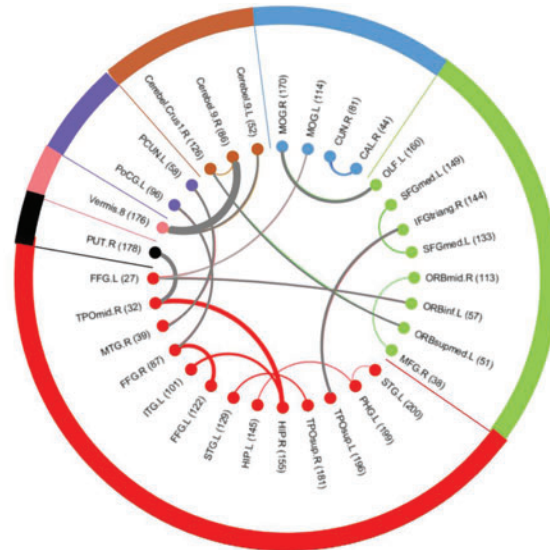 MOG.R (170)
MOG.L (114)
CUN.R (81)
CAL.R (44)
OLF.L (160)
SFGmed.L (149)
IFGtriang.R (144)
SFGmed.L (133)
ORBmid.R (113)
ORBinf.L (57)
ORBsupmed.L (51)
MFG.R (38)
STG.L (200)
PHG.L (199)
TPOsup.L (196)
TPOsup.R (181)
HIP.R (155)
HIP.L (145)
STG.L (129)
FFG.L (122)
ITG.L (101)
FFG.R (87)
MTG.R (39)
TPOmid.R (32)
FFG.L (27)
PUT.R (178)
Vermis.8 (176)
PoCG.L (96)
PCUN.L (58)
Cerebel.Crus1.R (126)
Cerebel.9.R (66)
Cerebel.9.L (52)